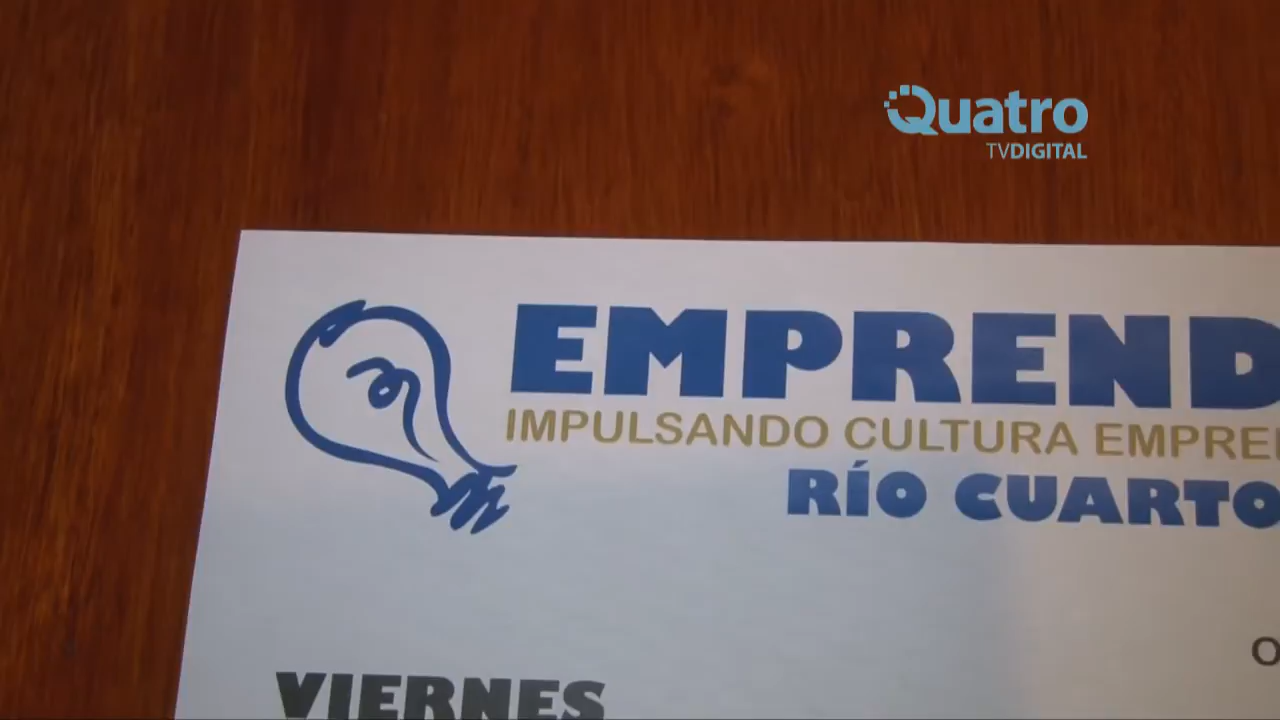 Quatro
TVDIGITAL
EMPREND
IMPULSANDO CULTURA EMPRE
RÍO CUARTO
O
VIERNES